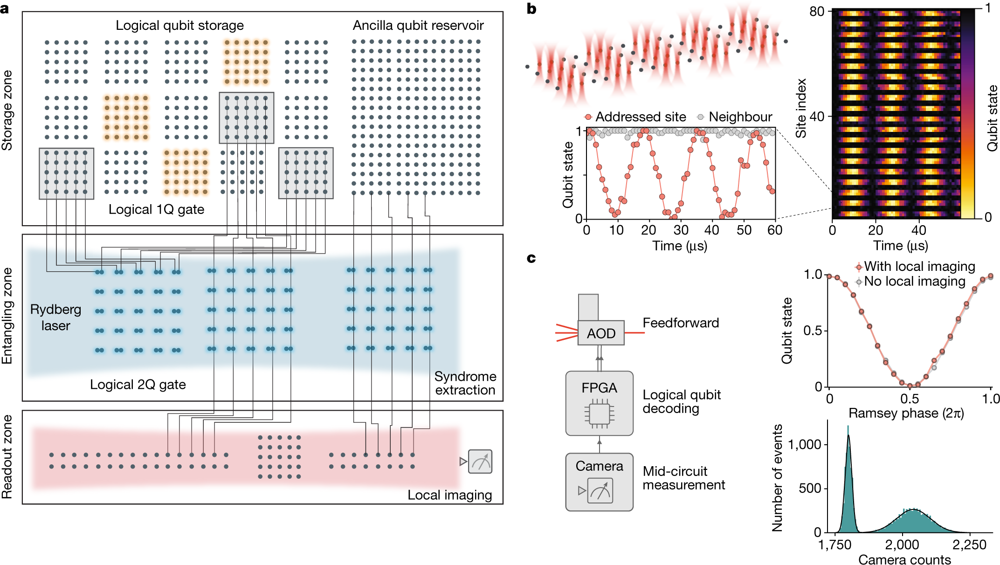 a
Logical qubit storage
Ancilla qubit reservoir
Storage zone
Logical 1Q gate
Entangling zone
Rydberg
laser
Logical 2Q gate
Syndrome
extraction
Readout zone
Local imaging
b
Addressed site
Neighbour
Qubit state
1
0
0 10 20 30 40 50 60
Time (μs)
Site index
80
40
0 20 40
Time (μs)
1
0
Qubit state
c
AOD
Feedforward
FPGA
Logical qubit
decoding
Camera
Mid-circuit
measurement
With local imaging
No local imaging
Qubit state
1.0
0.5
0
0 0.5 1.0
Ramsey phase (2π)
Number of events
1,000
500
0
1,750 2,000 2,250
Camera counts